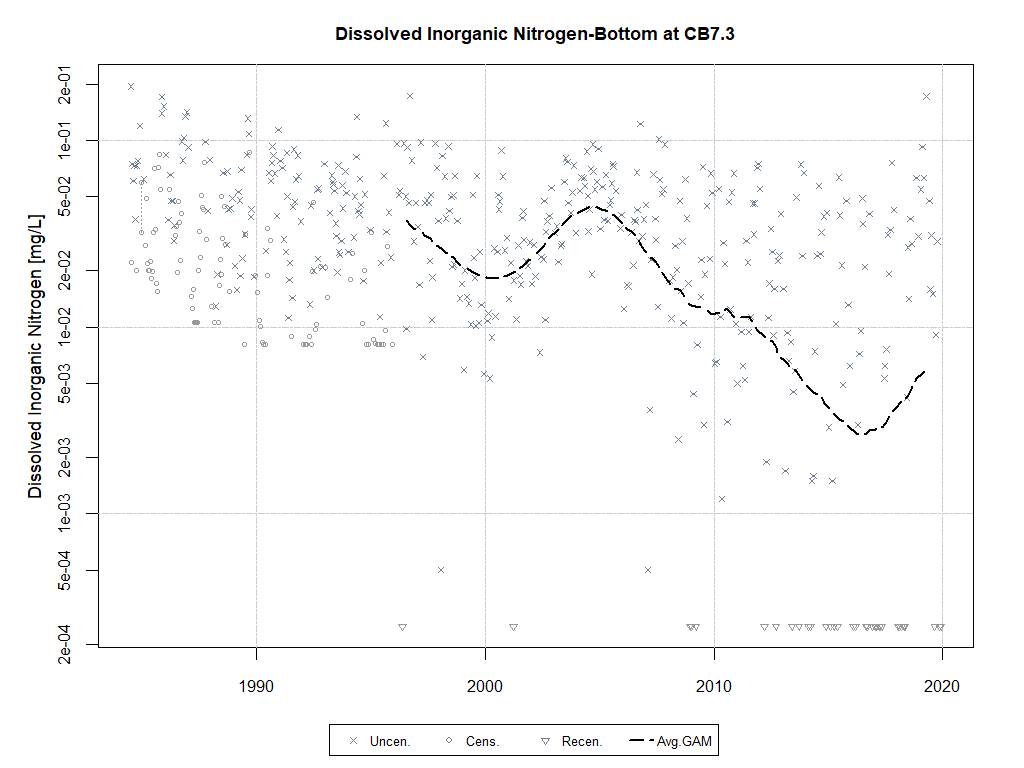 Dissolved Inorganic Nitrogen-Bottom at CB7.3
Dissolved Inorganic Nitrogen [mg/L]
2e-01
1e-01
5e-02
2e-02
1e-02
5e-03
2e-03
1e-03
5e-04
2e-04
1990 2000 2010 2020
Uncen. Cens. Recen. Avg.GAM